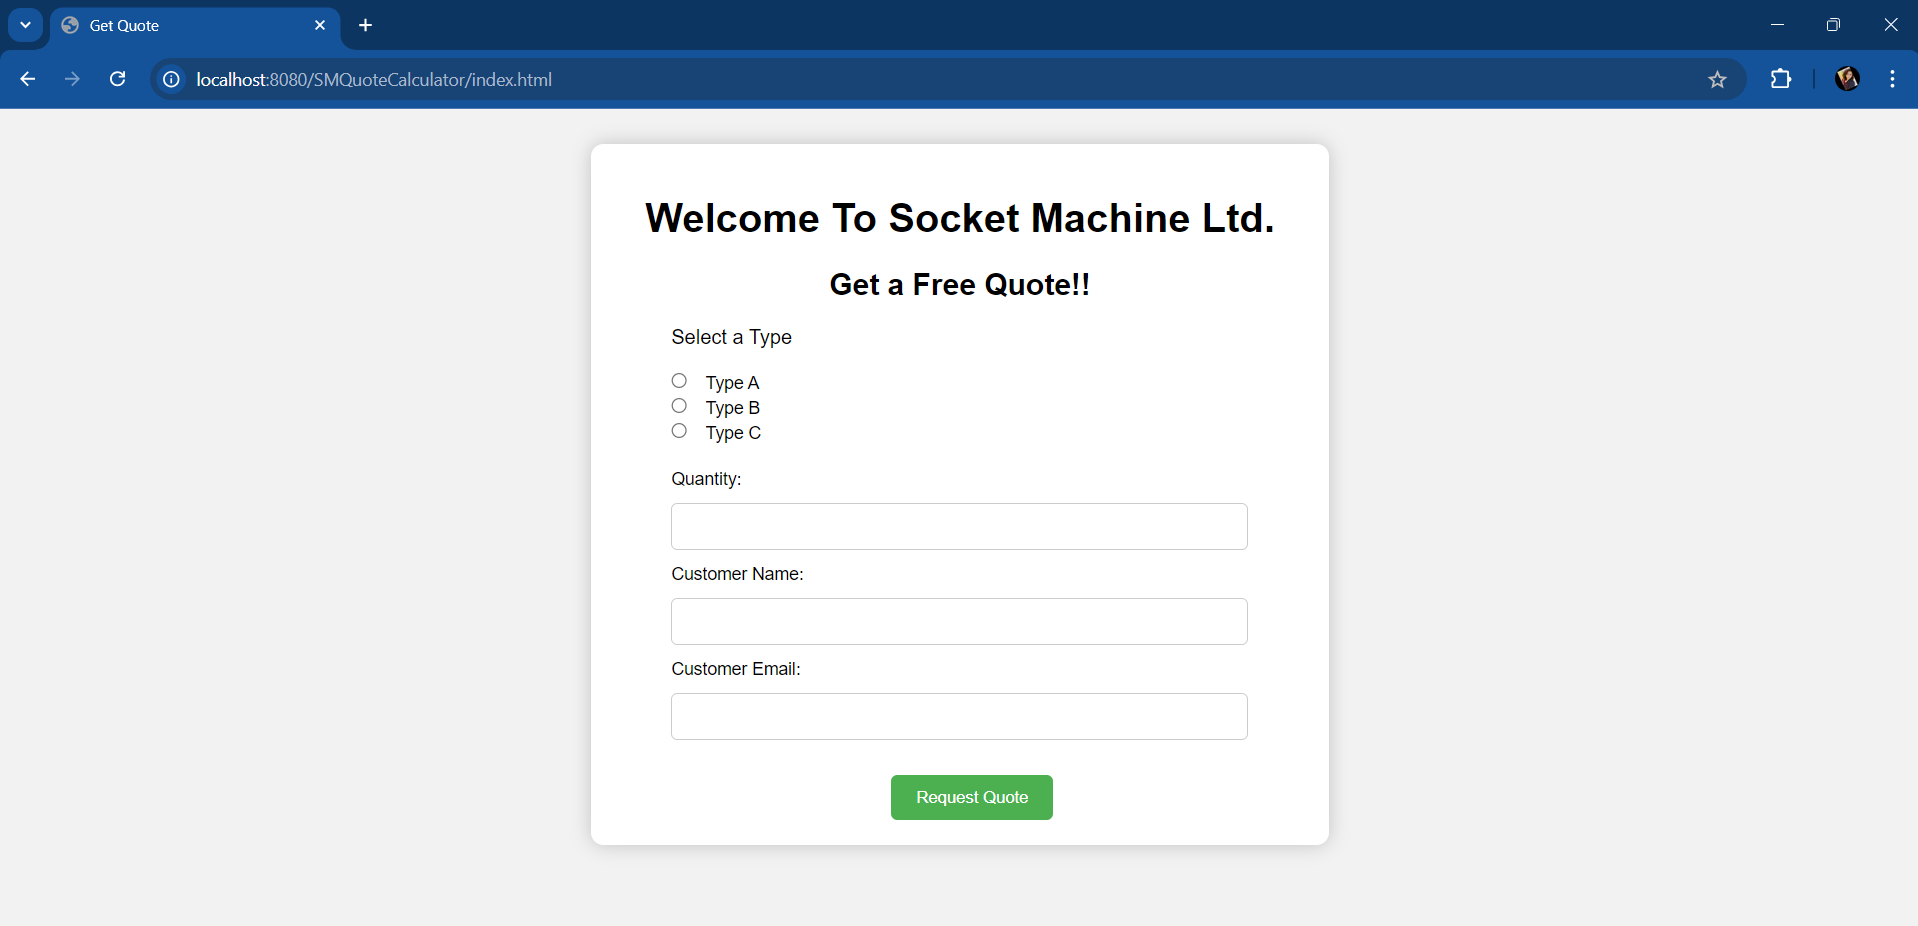 Get Quote
localhost:8080/SMQuoteCalculator/index.html
Welcome To Socket Machine Ltd.
Get a Free Quote!!
Select a Type
Type A
Type B
Type C
Quantity:
Customer Name:
Customer Email:
Request Quote